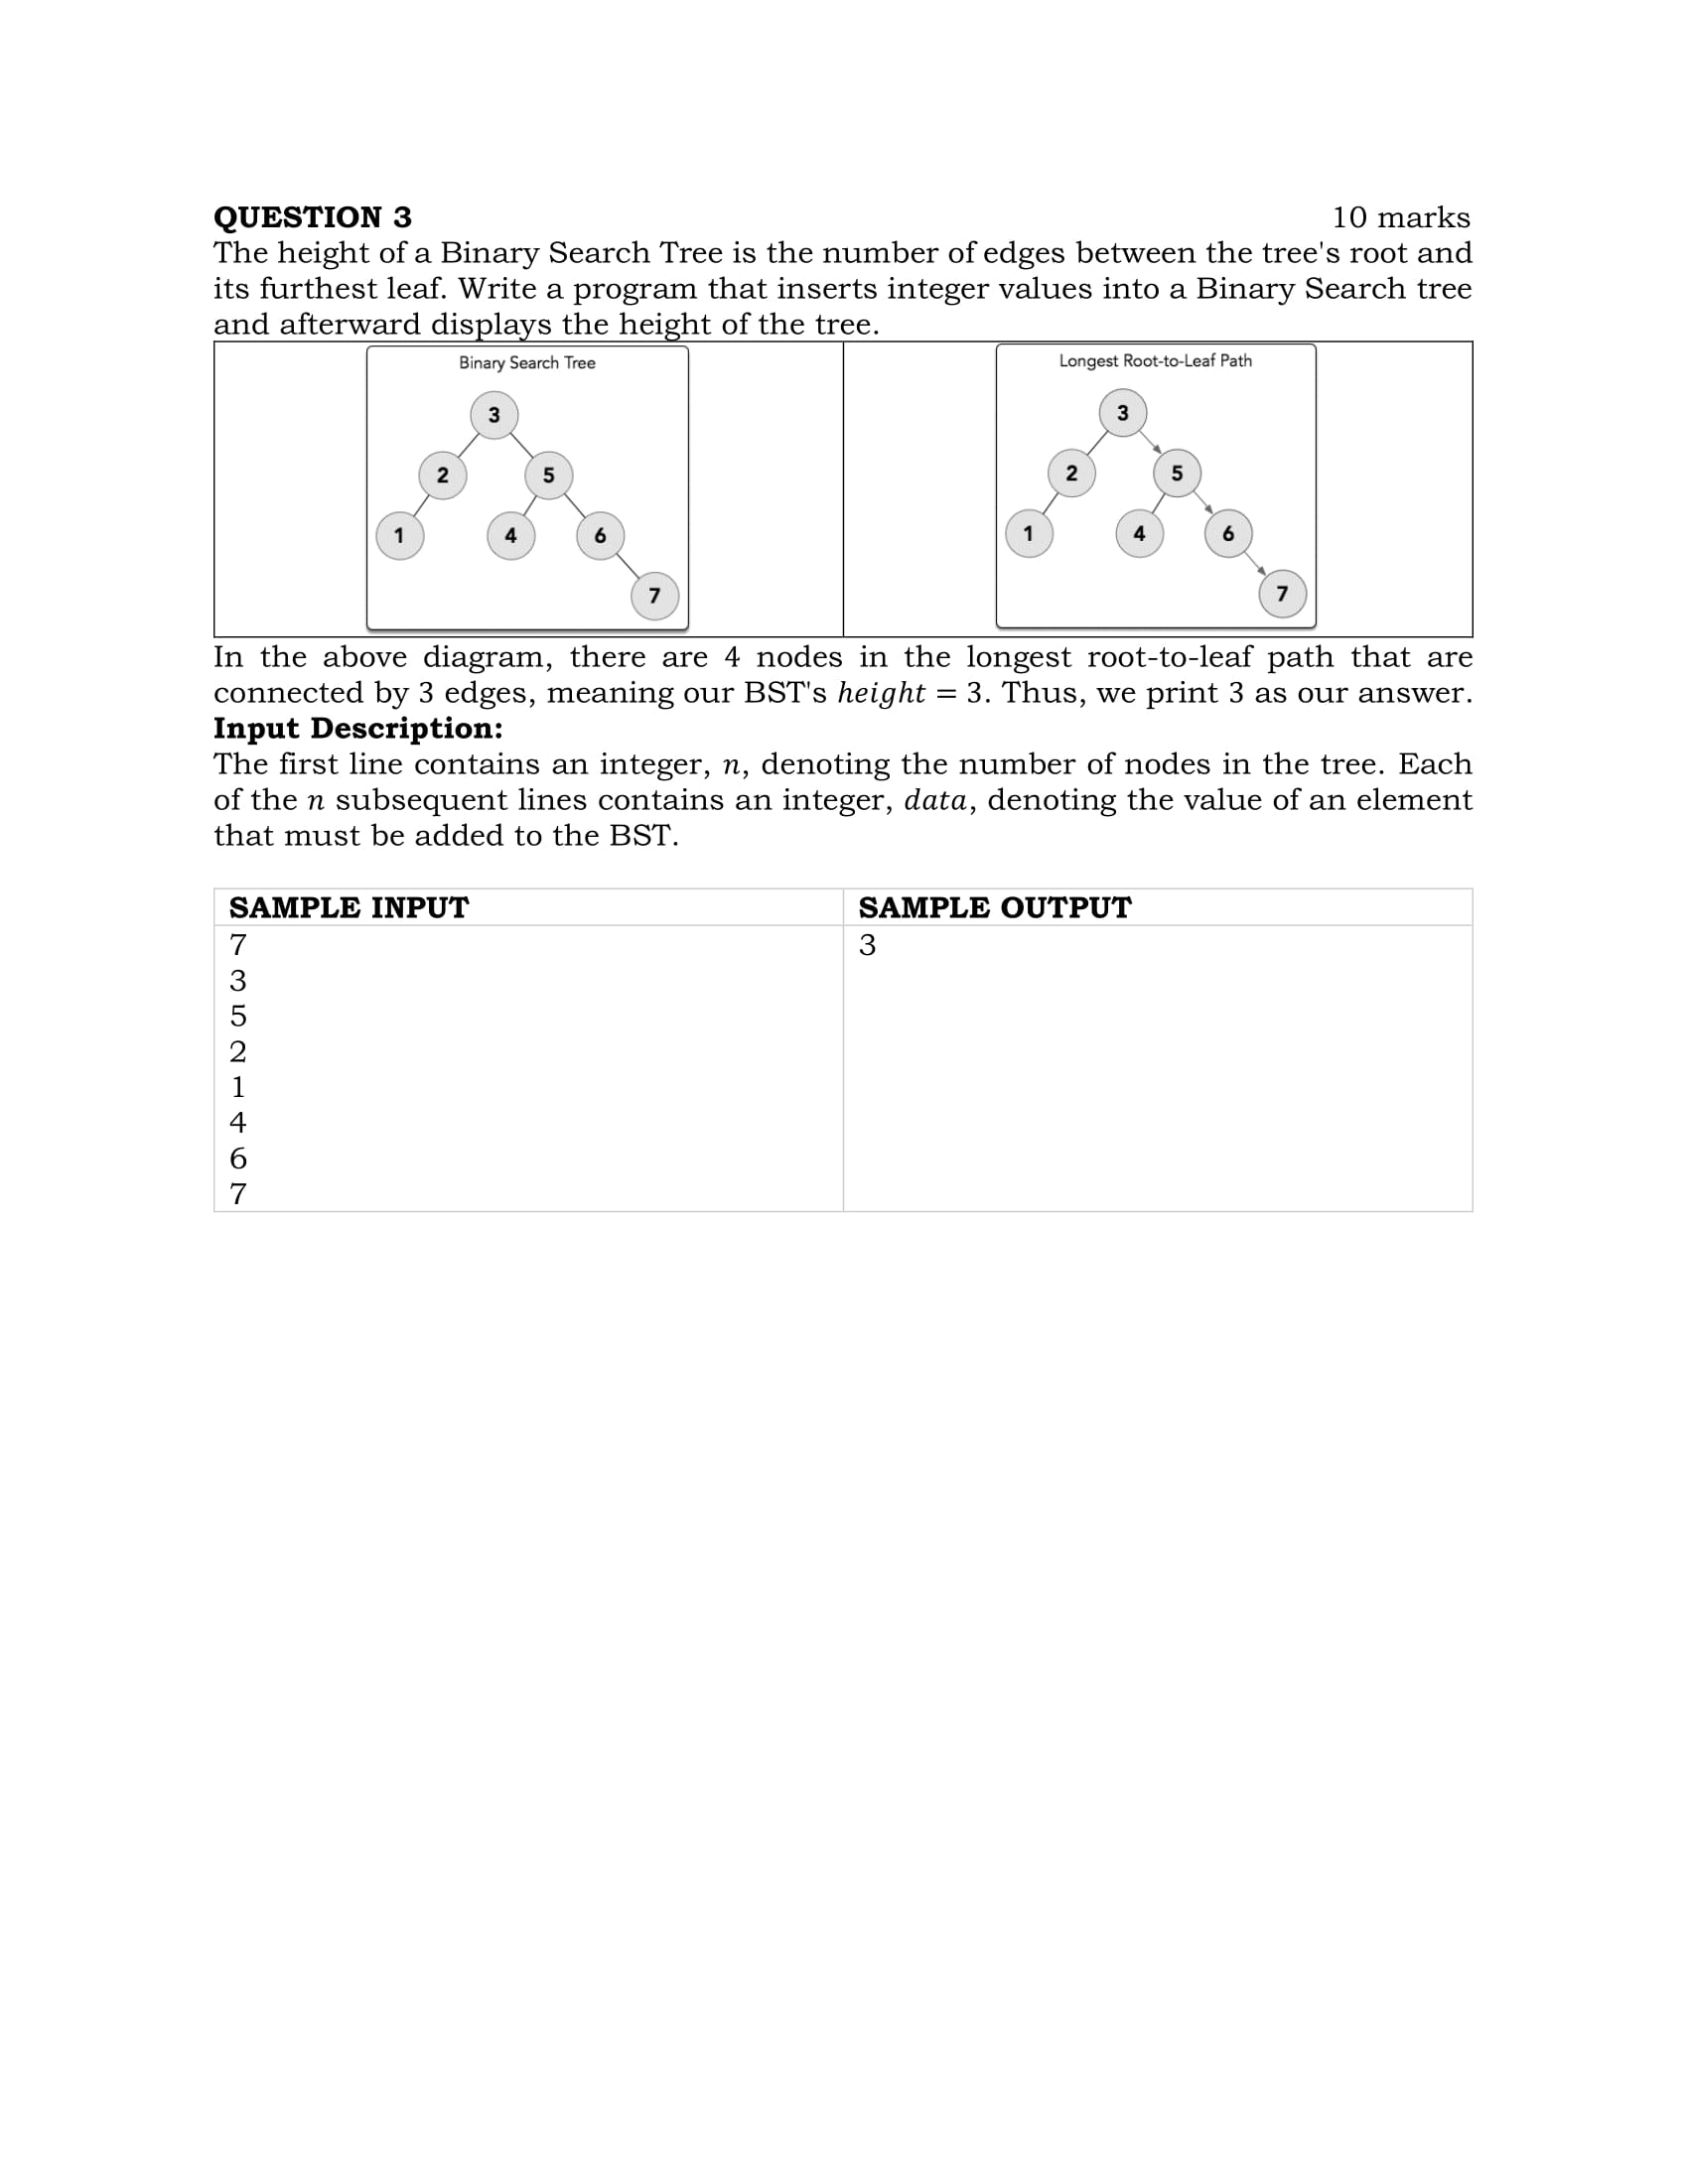 QUESTION 3 10 marks
The height of a Binary Search Tree is the number of edges between the tree's root and
its furthest leaf. Write a program that inserts integer values into a Binary Search tree
and afterward displays the height of the tree.
Binary Search Tree
3
2 5
1 4 6
7
Longest Root-to-Leaf Path
3
2 5
1 4 6
7
In the above diagram, there are 4 nodes in the longest root-to-leaf path that are
connected by 3 edges, meaning our BST's height = 3. Thus, we print 3 as our answer.
Input Description:
The first line contains an integer, n, denoting the number of nodes in the tree. Each
of the n subsequent lines contains an integer, data, denoting the value of an element
that must be added to the BST.
SAMPLE INPUT SAMPLE OUTPUT
7 3
3
5
2
1
4
6
7